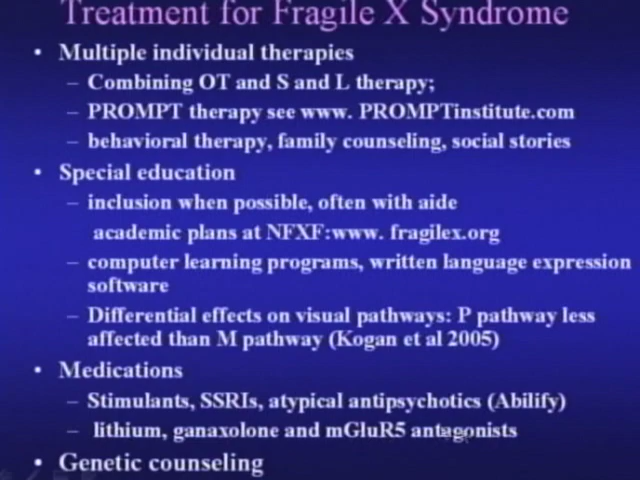 Treatment for Fragile X Syndrome
• Multiple individual therapies
– Combining OT and S and L therapy;
– PROMPT therapy see www. PROMPTinstitute.com
– behavioral therapy, family counseling, social stories
• Special education
– inclusion when possible, often with aide
academic plans at NFXF:www. fragilex.org
– computer learning programs, written language expression
software
– Differential effects on visual pathways: P pathway less
affected than M pathway (Kogan et al 2005)
• Medications
– Stimulants, SSRIs, atypical antipsychotics (Abilify)
– lithium, ganaxolone and mGluR5 antagonists
• Genetic counseling